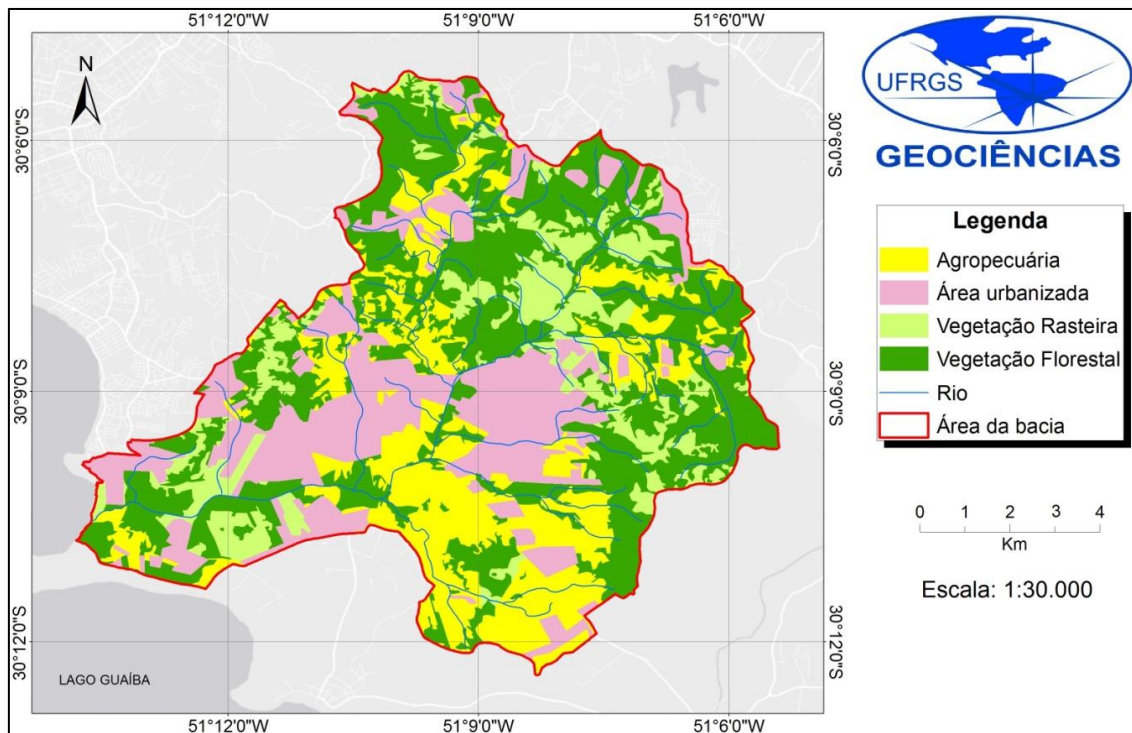 51°12'0"W
51°9'0"W
51°6'0"W
N
30°6'0"S
30°6'0"S
30°9'0"S
30°9'0"S
30°12'0"S
30°12'0"S
LAGO GUAÍBA
51°12'0"W
51°9'0"W
51°6'0"W
UFRGS
GEOCIÊNCIAS
Legenda
Agropecuária
Área urbanizada
Vegetação Rasteira
Vegetação Florestal
Rio
Área da bacia
0 1 2 3 4
Km
Escala: 1:30.000